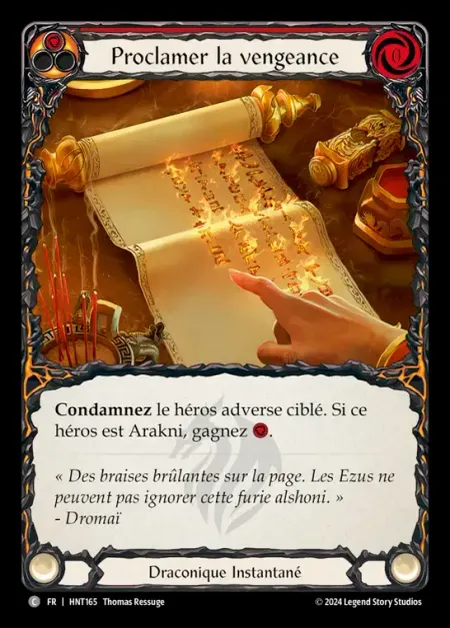 Proclamer la vengeance
0
Condamnez le héros adverse ciblé. Si ce
héros est Arakni, gagnez .
« Des braises brûlantes sur la page. Les Ezus ne
peuvent pas ignorer cette furie alshoni. »
- Dromaï
Draconique Instantané
C FR | HNT165 Thomas Ressuge © 2024 Legend Story Studios